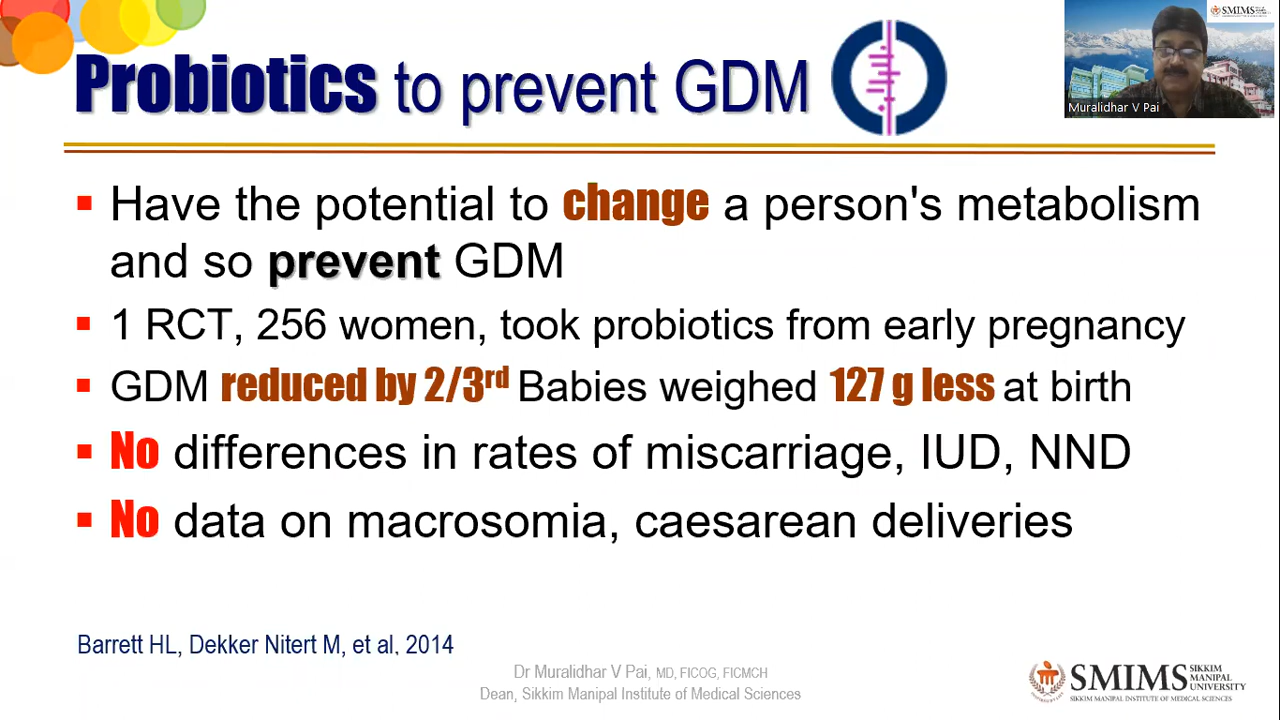 Probiotics to prevent GDM
SMIMS
Muralidhar V Pai
Have the potential to change a person's metabolism
and so prevent GDM
1 RCT, 256 women, took probiotics from early pregnancy
GDM reduced by 2/3rd Babies weighed 127 g less at birth
No differences in rates of miscarriage, IUD, NND
No data on macrosomia, caesarean deliveries
Barrett HL, Dekker Nitert M, et al, 2014
Dr Muralidhar V Pai, MD, FICOG, FICMCH
Dean, Sikkim Manipal Institute of Medical Sciences
SMIMS SIKKIM
MANIPAL
UNIVERSITY
SIKKIM MANIPAL INSTITUTE OF MEDICAL SCIENCES